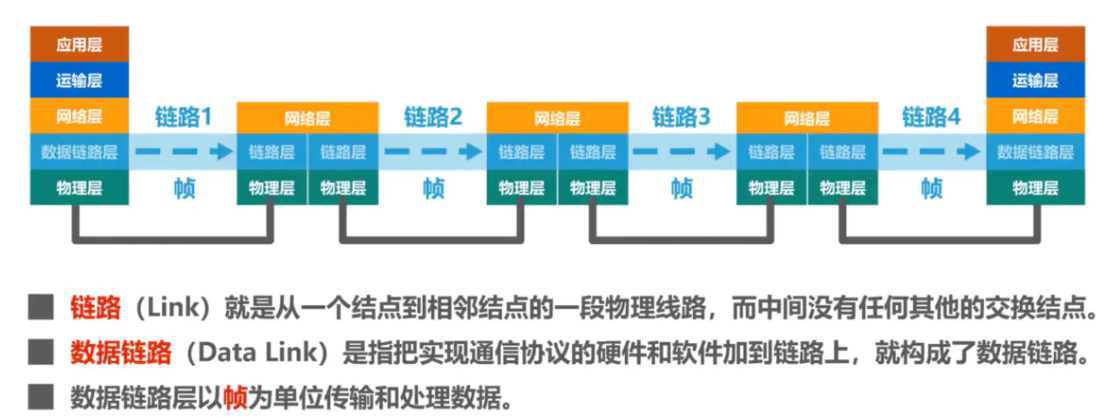 应用层 应用层
运输层 运输层
网络层 链路1 网络层 链路2 网络层 链路3 网络层 链路4 网络层
数据链路层 链路层 链路层 链路层 链路层 链路层 链路层 数据链路层
物理层 帧 物理层 物理层 帧 物理层 物理层 帧 物理层 物理层 帧 物理层
链路（Link）就是从一个结点到相邻结点的一段物理线路，而中间没有任何其他的交换结点。
数据链路（Data Link）是指把实现通信协议的硬件和软件加到链路上，就构成了数据链路。
数据链路层以帧为单位传输和处理数据。